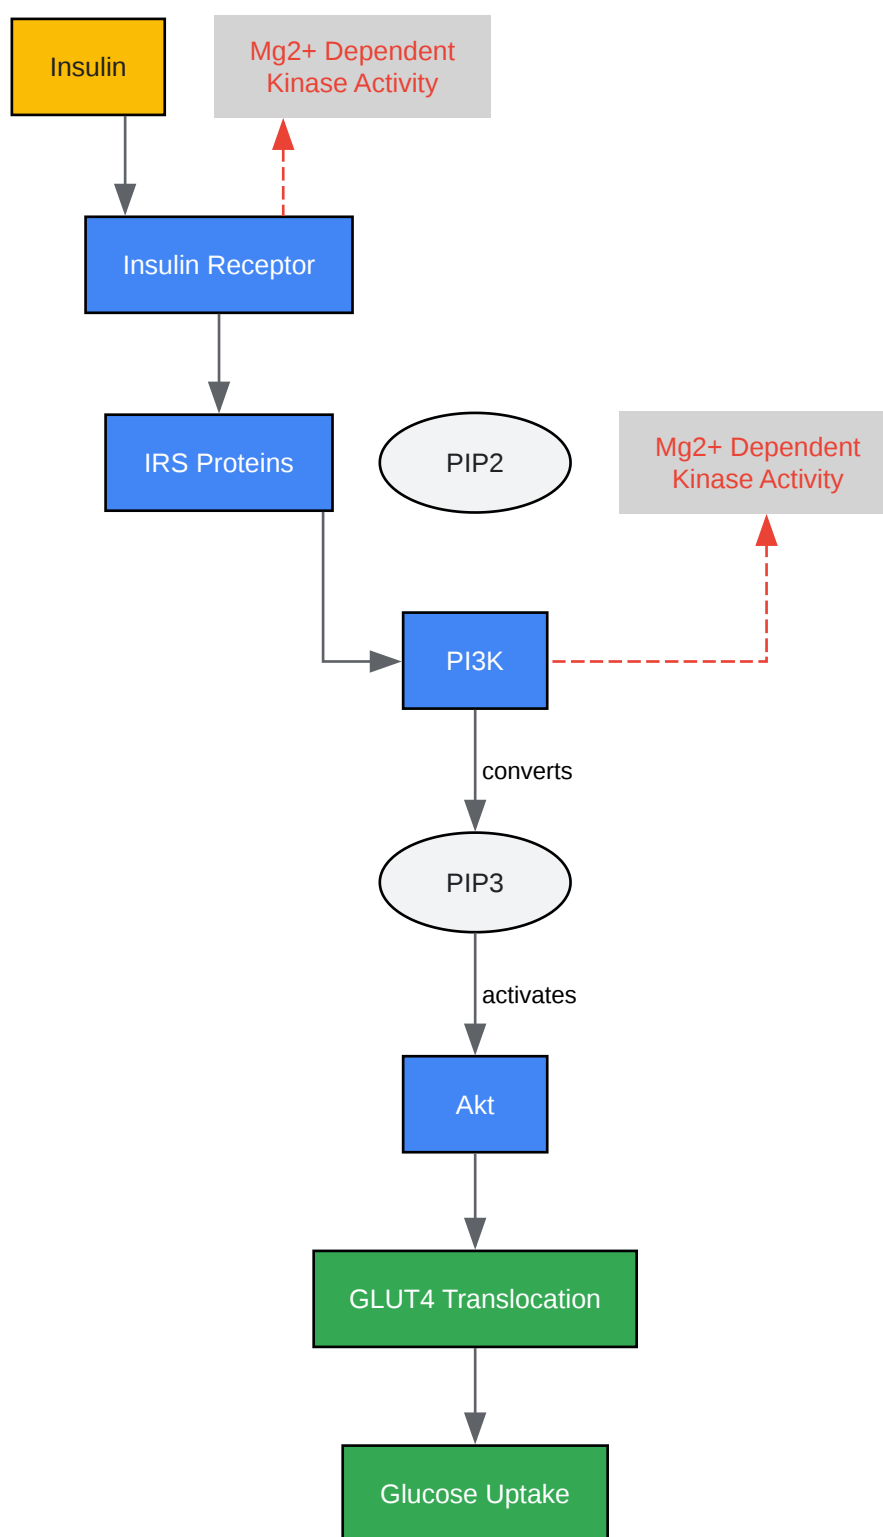 Insulin
Mg2+ Dependent
Kinase Activity
Insulin Receptor
IRS Proteins
PIP2
Mg2+ Dependent
Kinase Activity
PI3K
converts
PIP3
activates
Akt
GLUT4 Translocation
Glucose Uptake